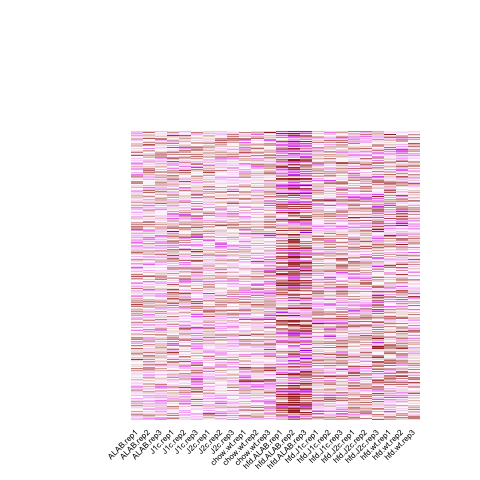 ALAB.rep1
ALAB.rep2
ALAB.rep3
J1c.rep1
J1c.rep2
J1c.rep3
J2c.rep1
J2c.rep2
J2c.rep3
chow.wt.rep1
chow.wt.rep2
chow.wt.rep3
hfd.ALAB.rep1
hfd.ALAB.rep2
hfd.ALAB.rep3
hfd.J1c.rep1
hfd.J1c.rep2
hfd.J1c.rep3
hfd.J2c.rep1
hfd.J2c.rep2
hfd.J2c.rep3
hfd.wt.rep1
hfd.wt.rep2
hfd.wt.rep3